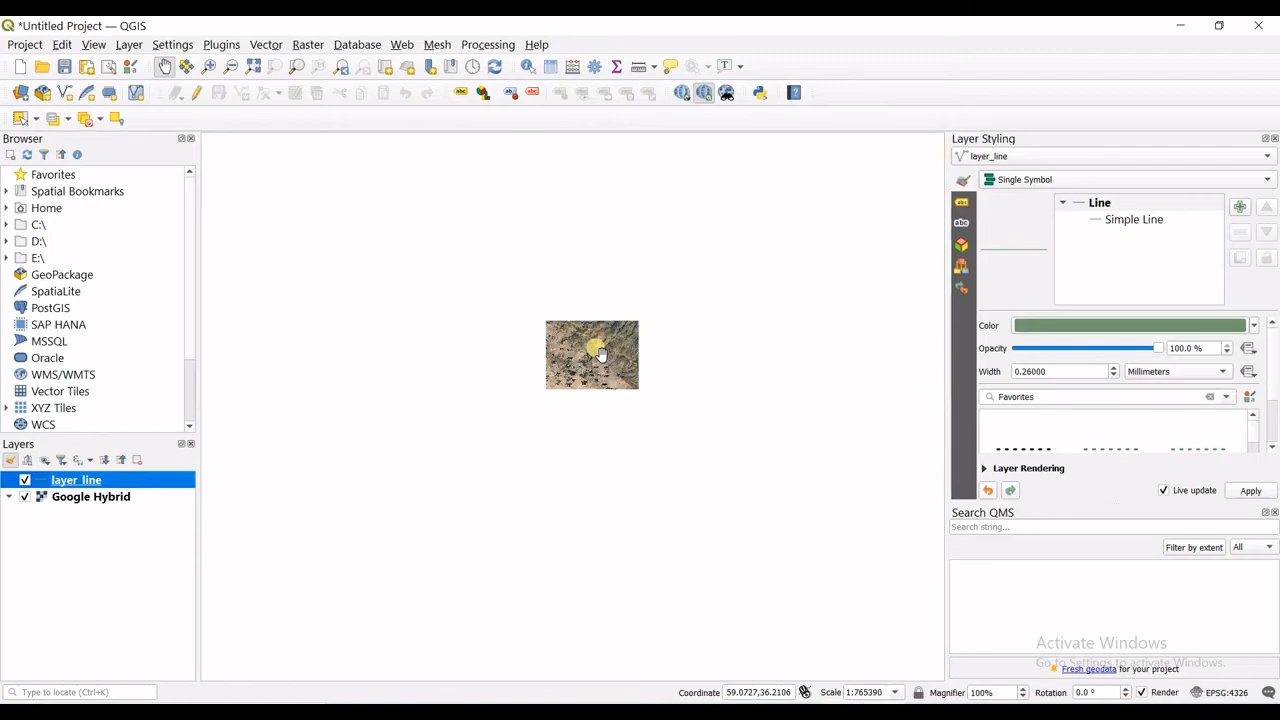 *Untitled Project — QGIS
Project Edit View Layer Settings Plugins Vector Raster Database Web Mesh Processing Help
Browser
Favorites
Spatial Bookmarks
Home
C:\
D:\
E:\
GeoPackage
SpatiaLite
PostGIS
SAP HANA
MSSQL
Oracle
WMS/WMTS
Vector Tiles
XYZ Tiles
WCS
Layers
layer_line
Google Hybrid
Layer Styling
layer_line
Single Symbol
Line
Simple Line
Color
Opacity 100.0 %
Width 0.26000 Millimeters
Favorites
Layer Rendering
Live update Apply
Search QMS
Search string...
Filter by extent All
Activate Windows
Go to Settings to activate Windows.
Fresh geodata for your project
Type to locate (Ctrl+K) Coordinate 59.0727,36.2106 Scale 1:765390 Magnifier 100% Rotation 0.0 ° Render EPSG:4326